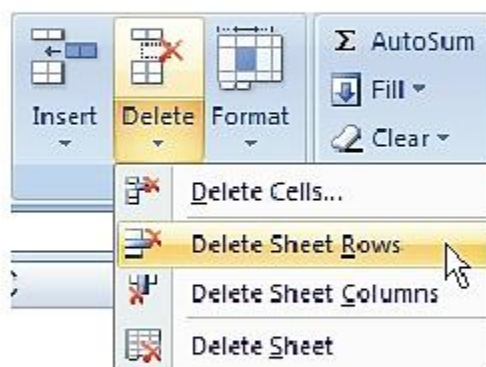 Insert Delete Format
Σ AutoSum
Fill
Clear
Delete Cells...
Delete Sheet Rows
Delete Sheet Columns
Delete Sheet